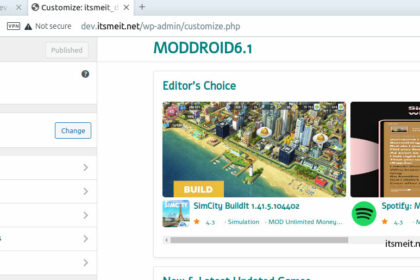 Customize: itsmeit_
VPN Not secure dev.itsmeit.net/wp-admin/customize.php
Published
Change
MODDROID6.1
Editor's Choice
BUILD
SIMCITY
SimCity BuildIt 1.41.5.104402
4.3 · Simulation · MOD Unlimited Money...
Spotify: M
4.3
itsmeit.n
New & Latest Updated Games